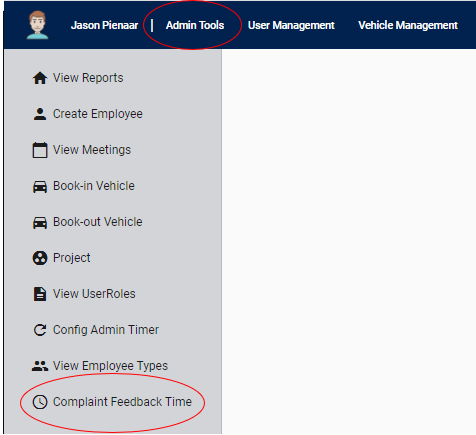 Jason Pienaar | Admin Tools User Management Vehicle Management
View Reports
Create Employee
View Meetings
Book-in Vehicle
Book-out Vehicle
Project
View UserRoles
Config Admin Timer
View Employee Types
Complaint Feedback Time